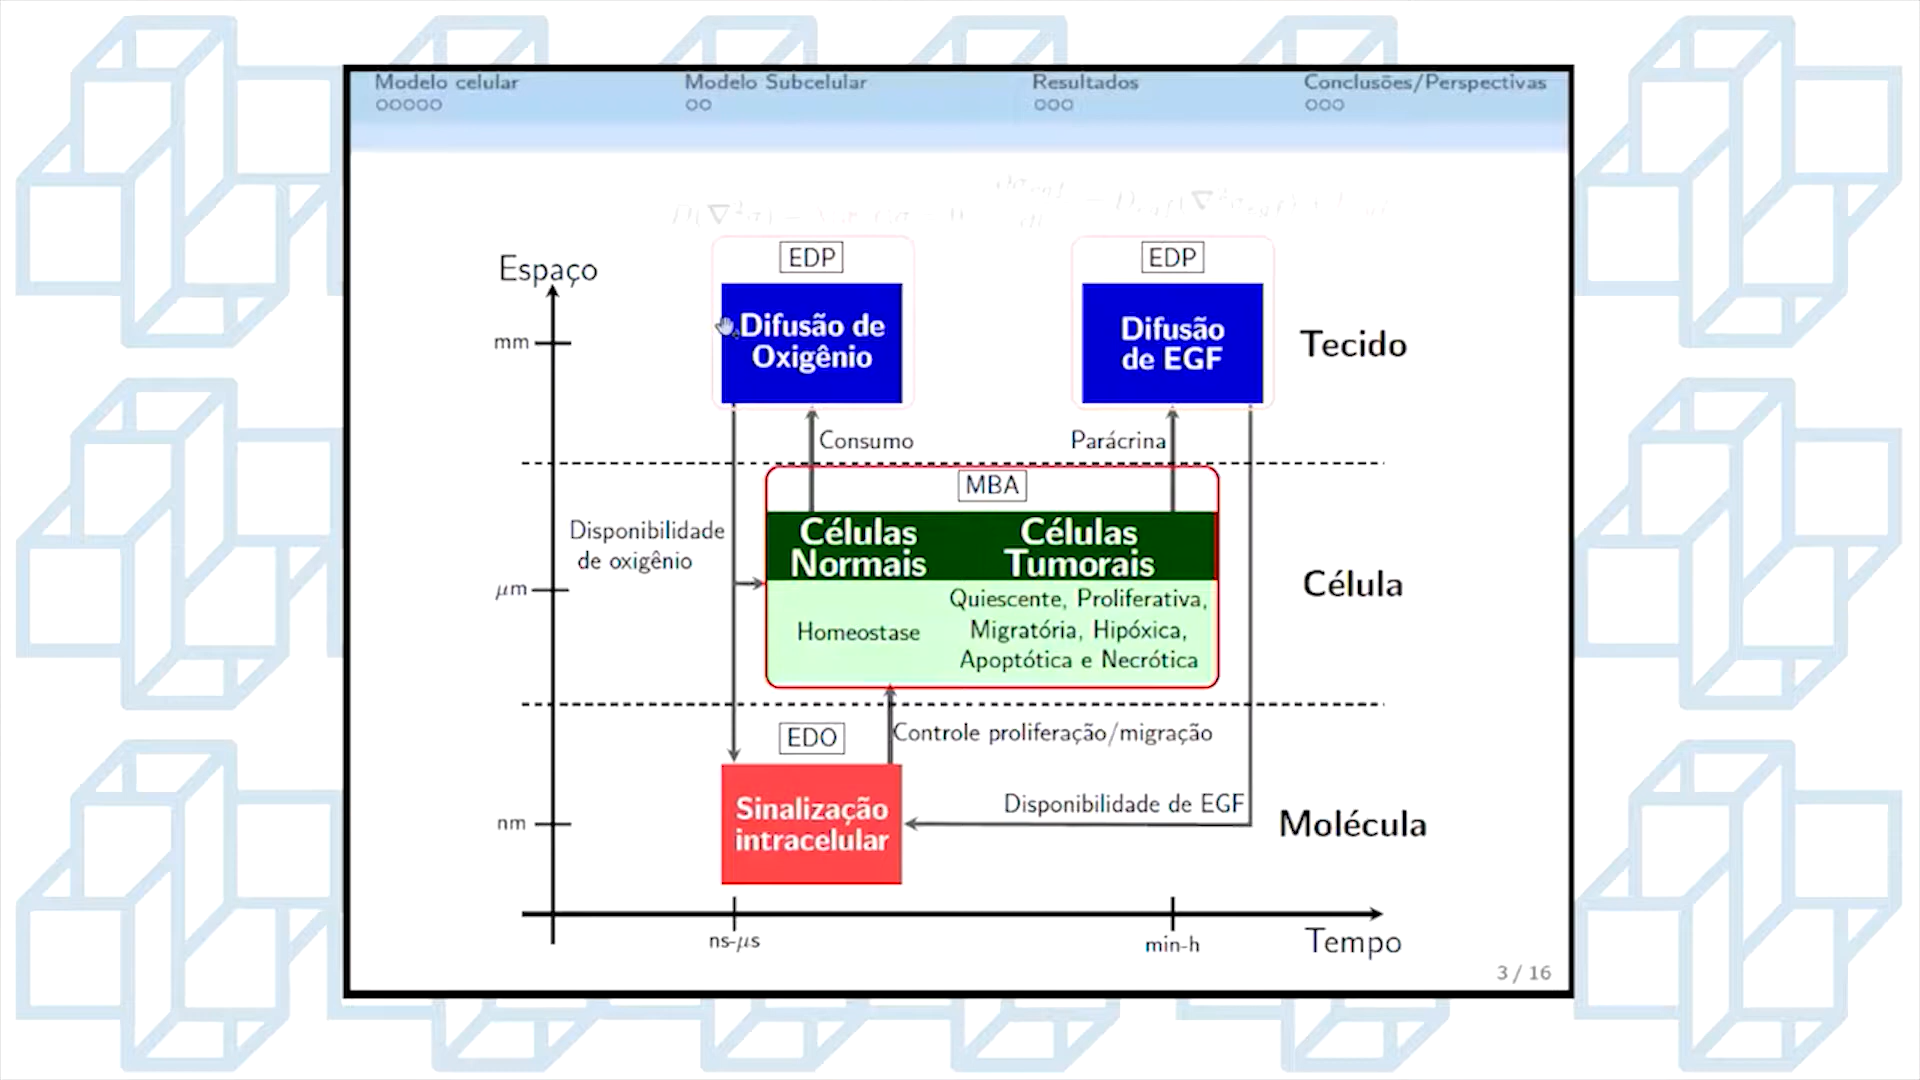 Modelo celular
Modelo Subcelular
Resultados
Conclusões/Perspectivas
Espaço
EDP
EDP
Difusão de
Oxigênio
Difusão
de EGF
mm
Tecido
Consumo
Parácrina
MBA
Disponibilidade
de oxigênio
Células
Normais
Células
Tumorais
μm
Célula
Homeostase
Quiescente, Proliferativa,
Migratória, Hipóxica,
Apoptótica e Necrótica
EDO
Controle proliferação/migração
Sinalização
intracelular
Disponibilidade de EGF
nm
Molécula
ns-μs
min-h
Tempo
3 / 16